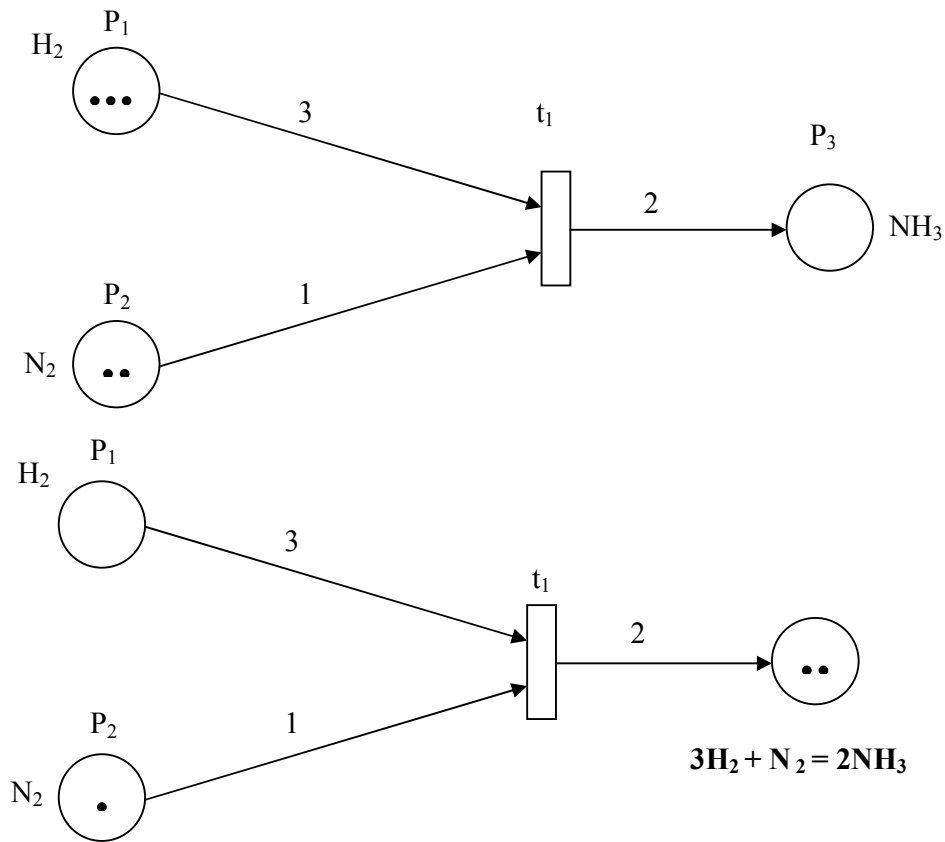 P₁
H₂
3
t₁
P₃
2
NH₃
P₂
1
N₂
P₁
H₂
3
t₁
2
P₂
1
3H₂ + N ₂ = 2NH₃
N₂